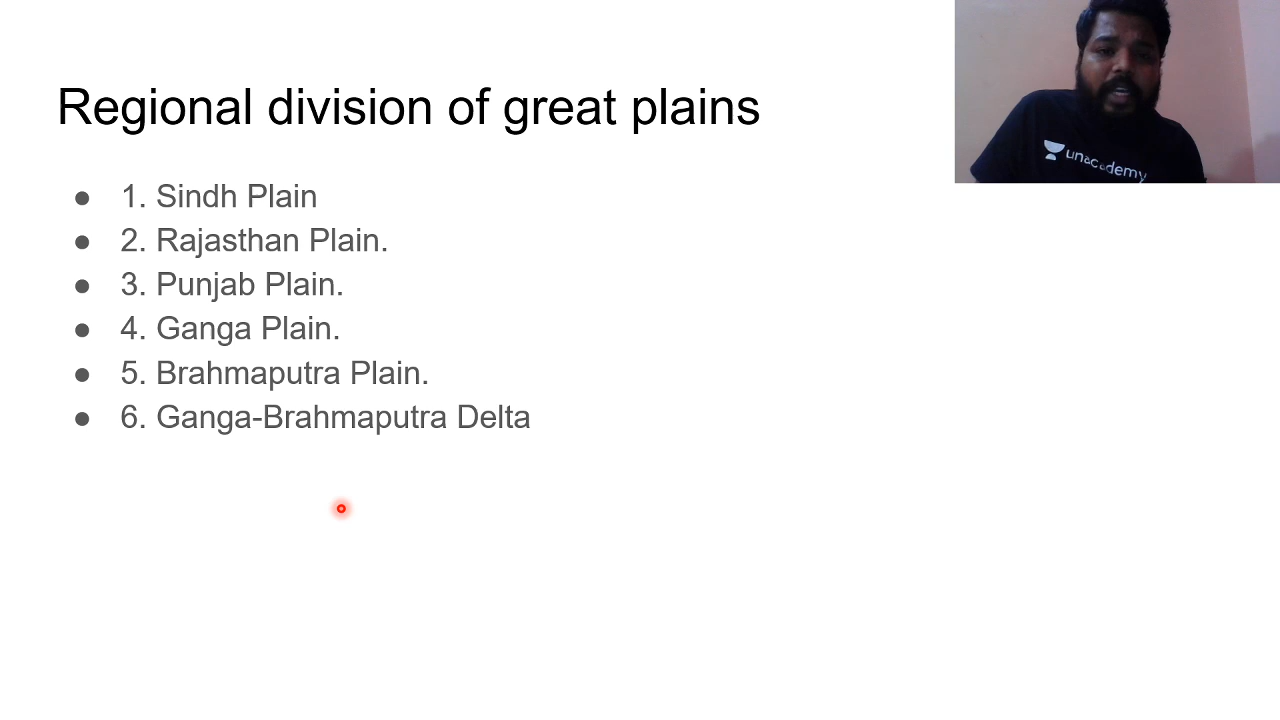 Regional division of great plains
● 1. Sindh Plain
● 2. Rajasthan Plain.
● 3. Punjab Plain.
● 4. Ganga Plain.
● 5. Brahmaputra Plain.
● 6. Ganga-Brahmaputra Delta
unacademy